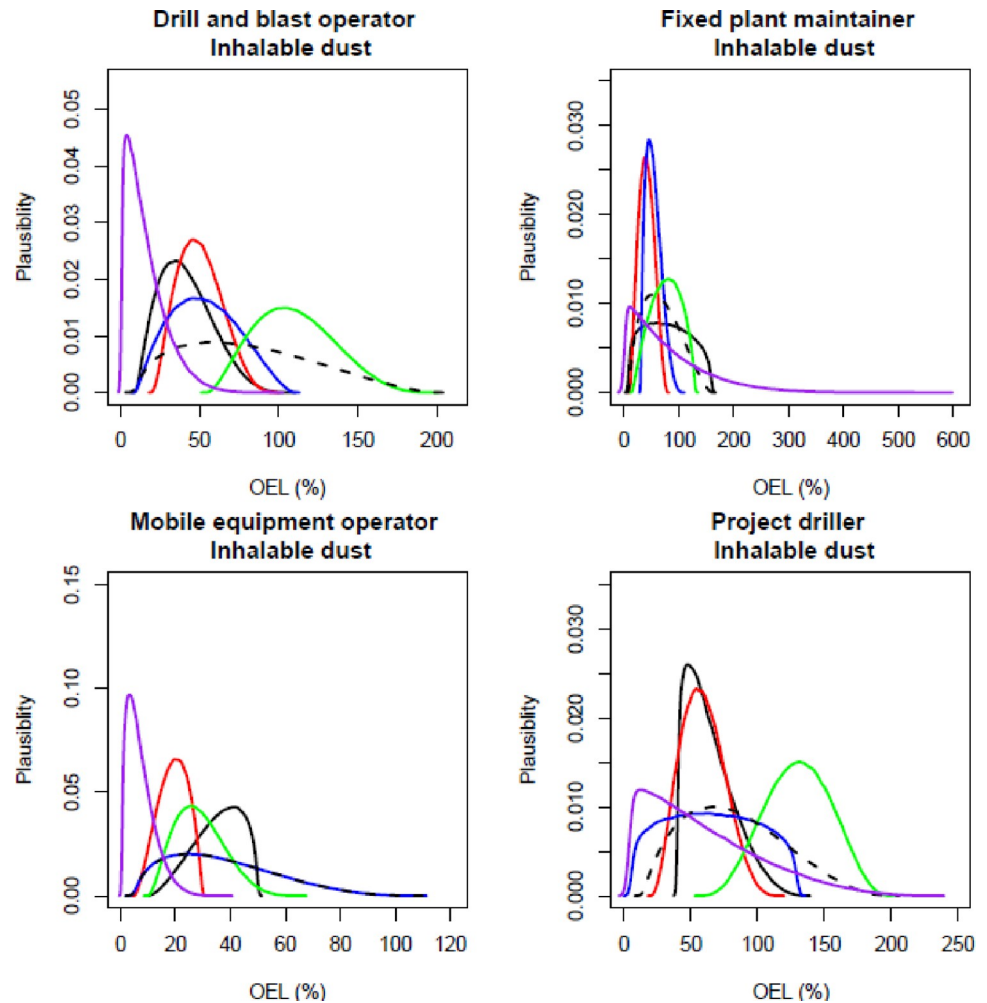 Drill and blast operator
Inhalable dust
Plausiblity
0.00 0.01 0.02 0.03 0.04 0.05
0 50 100 150 200
OEL (%)
Fixed plant maintainer
Inhalable dust
Plausiblity
0.000 0.010 0.020 0.030
0 100 200 300 400 500 600
OEL (%)
Mobile equipment operator
Inhalable dust
Plausiblity
0.00 0.05 0.10 0.15
0 20 40 60 80 100 120
OEL (%)
Project driller
Inhalable dust
Plausiblity
0.000 0.010 0.020 0.030
0 50 100 150 200 250
OEL (%)